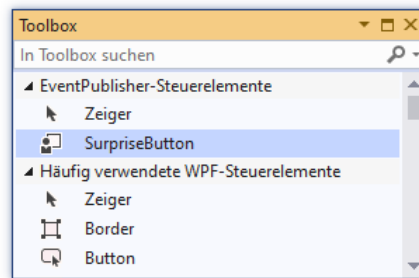 Toolbox
In Toolbox suchen
EventPublisher-Steuerelemente
Zeiger
SurpriseButton
Häufig verwendete WPF-Steuerelemente
Zeiger
Border
Button